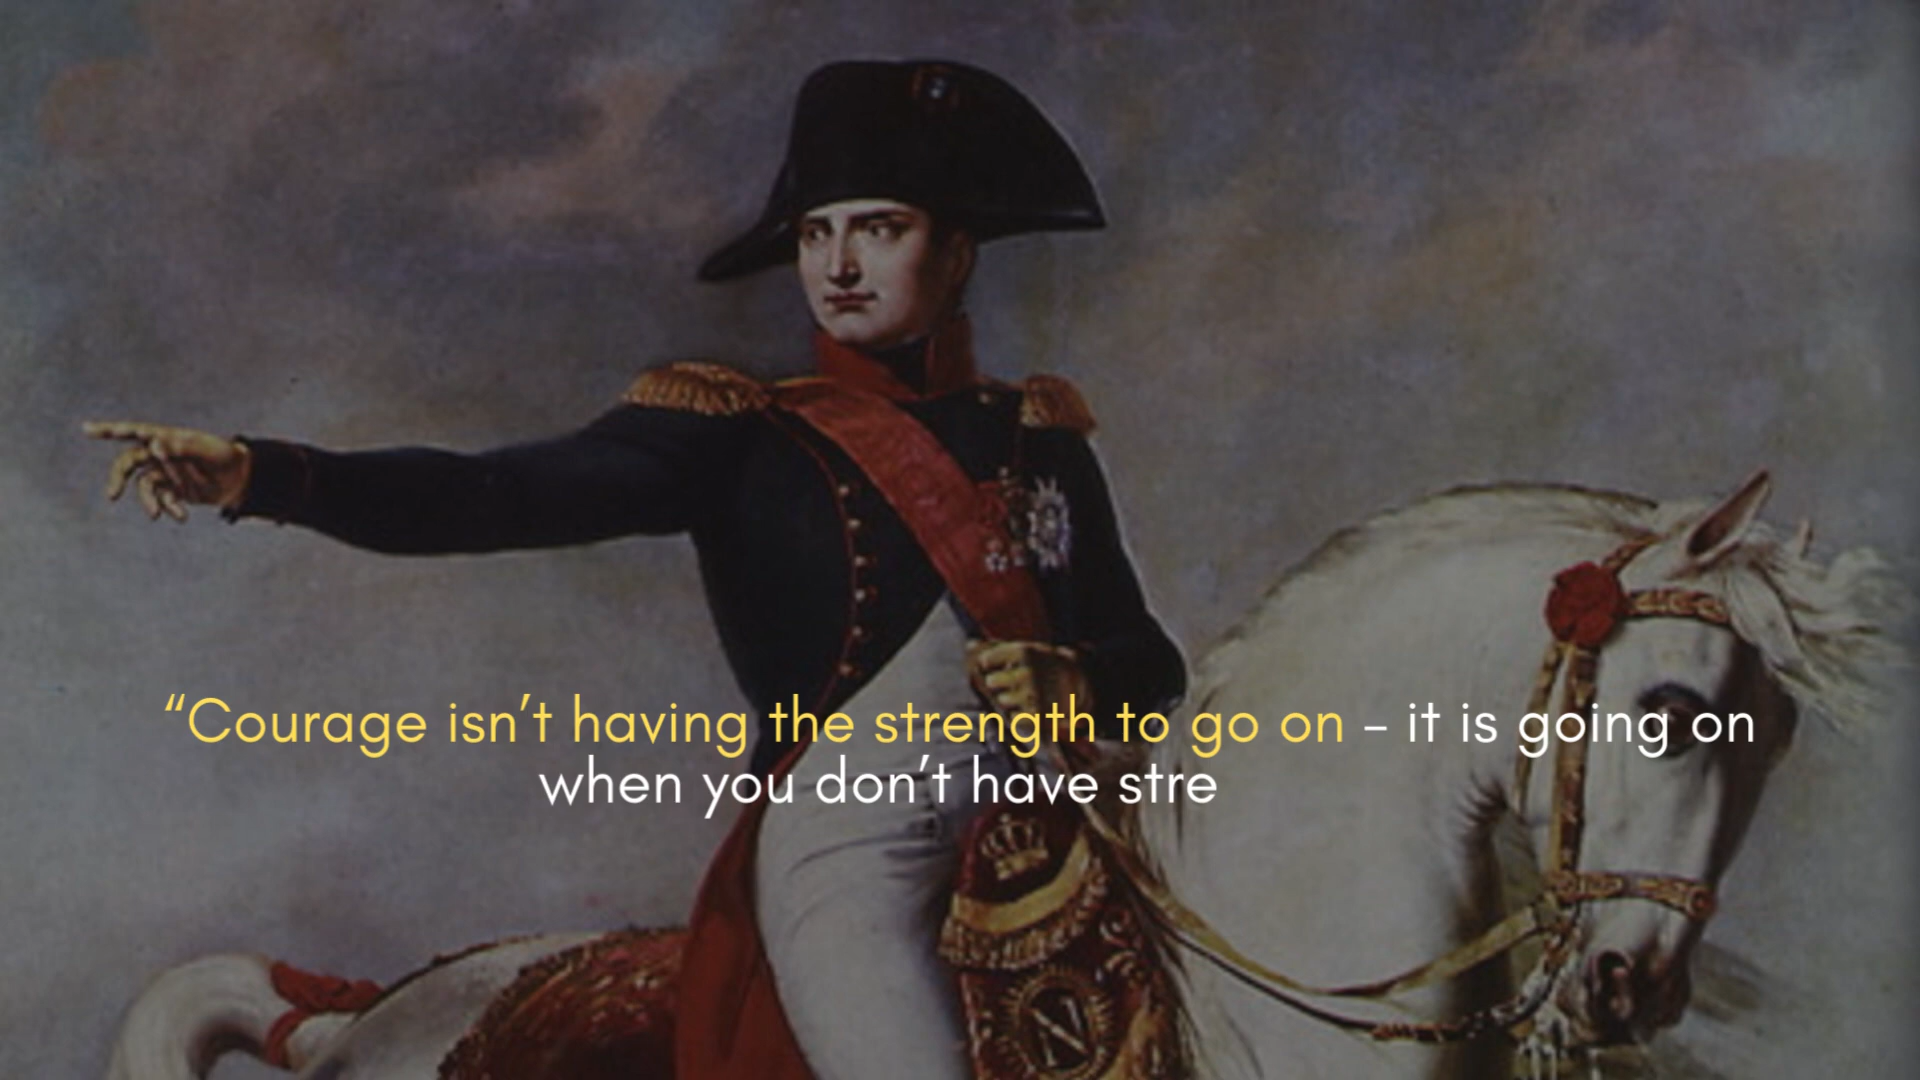 “Courage isn’t having the strength to go on – it is going on
when you don’t have stre
N